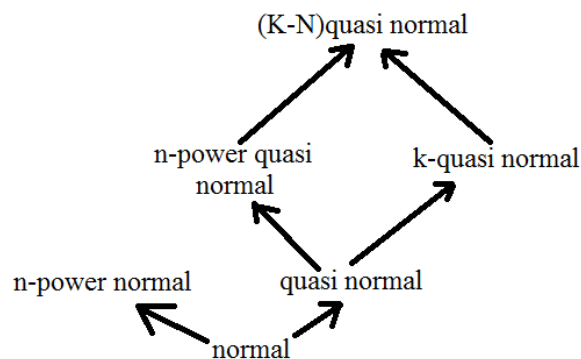 (K-N)quasi normal
n-power quasi
normal
k-quasi normal
n-power normal
quasi normal
normal